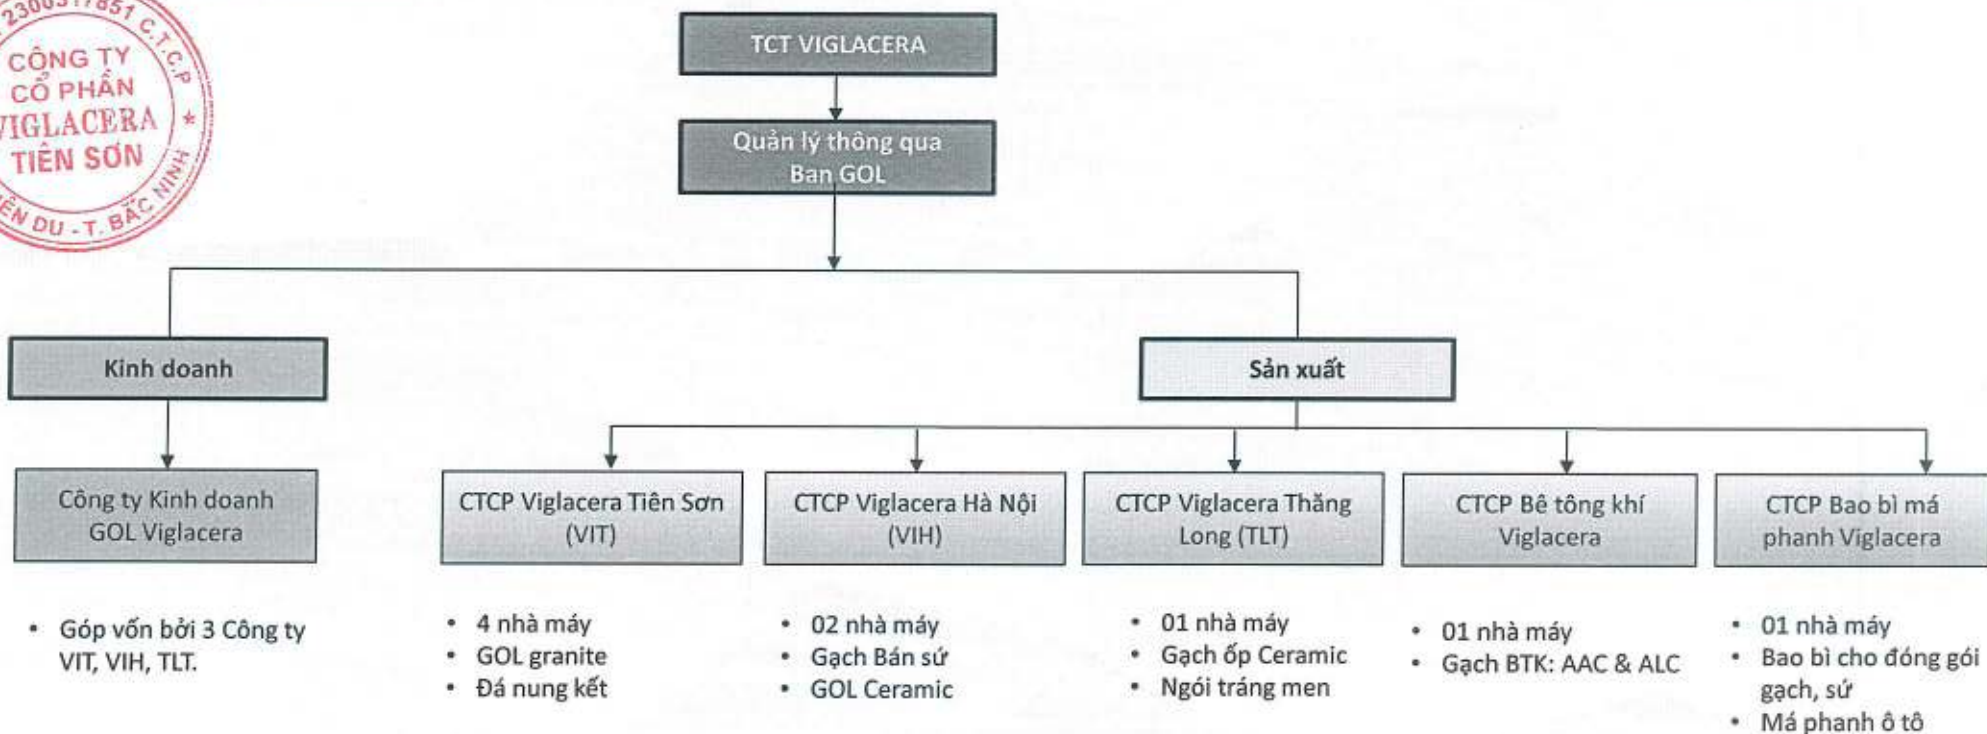 2300317851 C.T.C.P
CÔNG TY
CỔ PHẦN
VIGLACERA
TIÊN SƠN
DU - T. BẮC NINH
TCT VIGLACERA
Quản lý thông qua
Ban GOL
Kinh doanh
Sản xuất
Công ty Kinh doanh
GOL Viglacera
CTCP Viglacera Tiên Sơn
(VIT)
CTCP Viglacera Hà Nội
(VIH)
CTCP Viglacera Thăng
Long (TLT)
CTCP Bê tông khí
Viglacera
CTCP Bao bì má
phanh Viglacera
• Góp vốn bởi 3 Công ty
VIT, VIH, TLT.
• 4 nhà máy
• GOL granite
• Đá nung kết
• 02 nhà máy
• Gạch Bán sứ
• GOL Ceramic
• 01 nhà máy
• Gạch ốp Ceramic
• Ngói tráng men
• 01 nhà máy
• Gạch BTK: AAC & ALC
• 01 nhà máy
• Bao bì cho đóng gói
gạch, sứ
• Má phanh ô tô